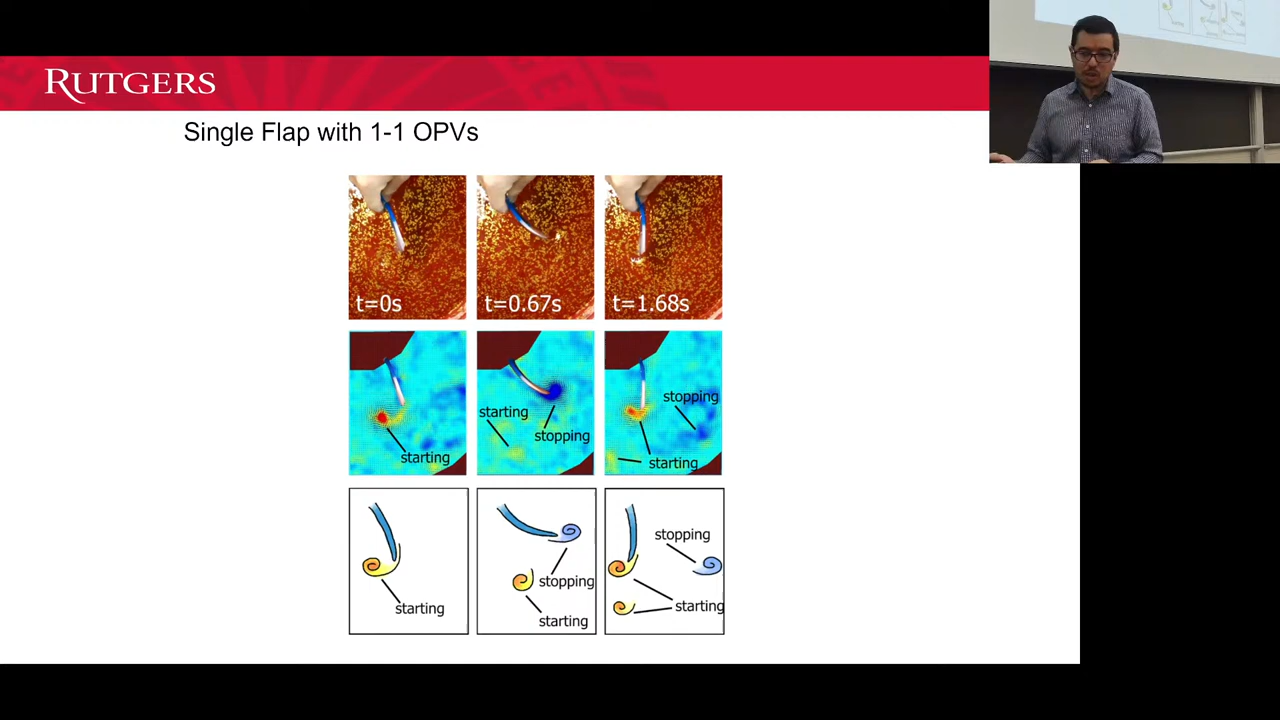 RUTGERS
Single Flap with 1-1 OPVs
t=0s
t=0.67s
t=1.68s
starting
starting
stopping
stopping
starting
starting
stopping
starting
stopping
starting